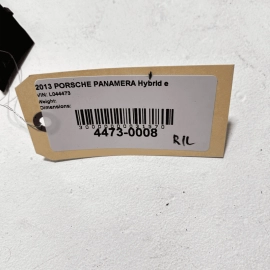 2013 PORSCHE PANAMERA Hybrid e
VIN: L044473
Weight:
Dimensions:
4473-0008
R/L